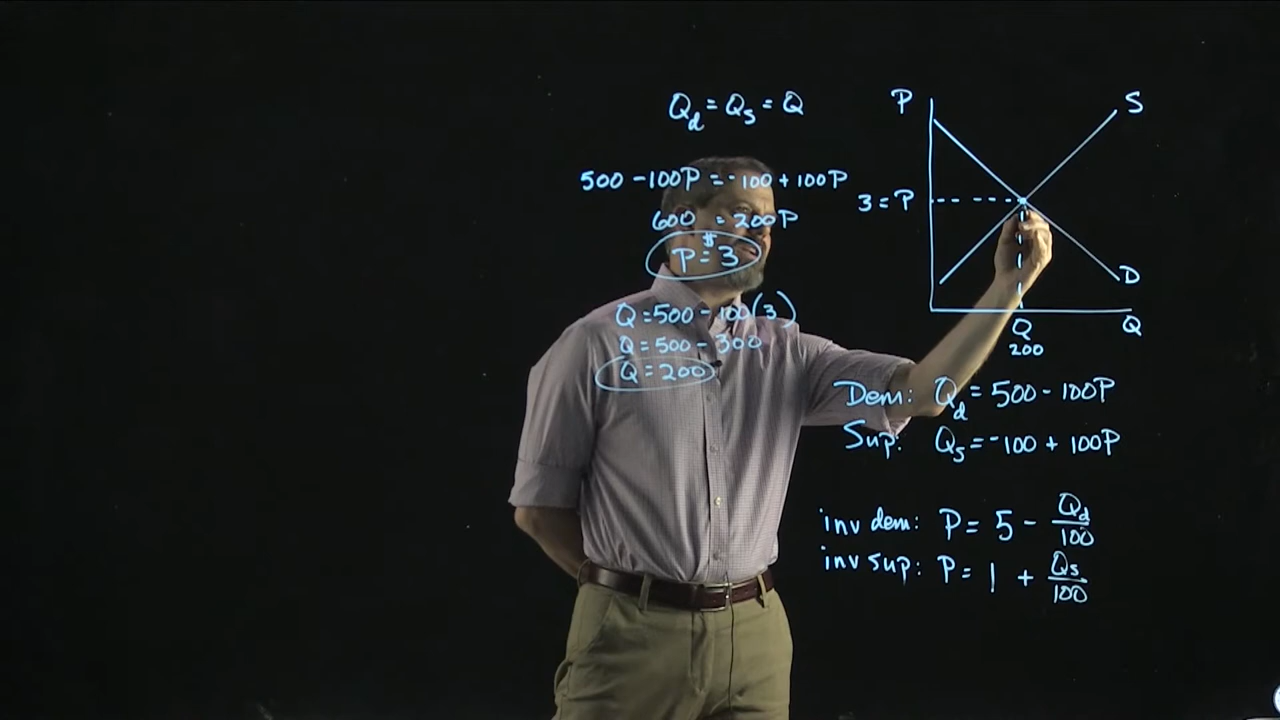 Qd = Qs = Q
500 - 100P = -100 + 100P
600 = 200P
P = $3
Q = 500 - 100(3)
Q = 500 - 300
Q = 200
P
S
3 = P
D
Q
Q
200
Dem: Qd = 500 - 100P
Sup: Qs = -100 + 100P
inv dem: P = 5 - Qd/100
inv sup: P = 1 + Qs/100